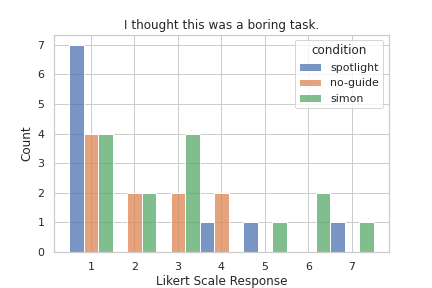 I thought this was a boring task.
condition
spotlight
no-guide
simon
Count
7
6
5
4
3
2
1
0
1 2 3 4 5 6 7
Likert Scale Response